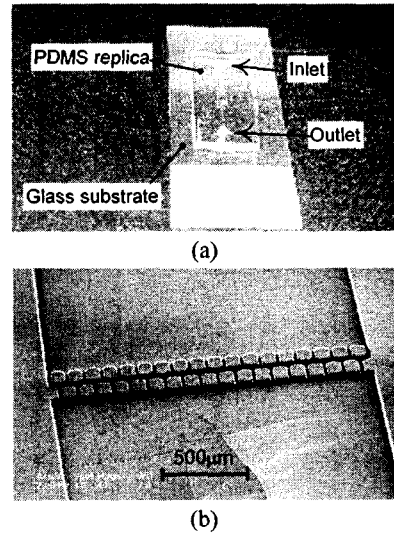 PDMS replica
Inlet
Outlet
Glass substrate
(a)
500μm
(b)